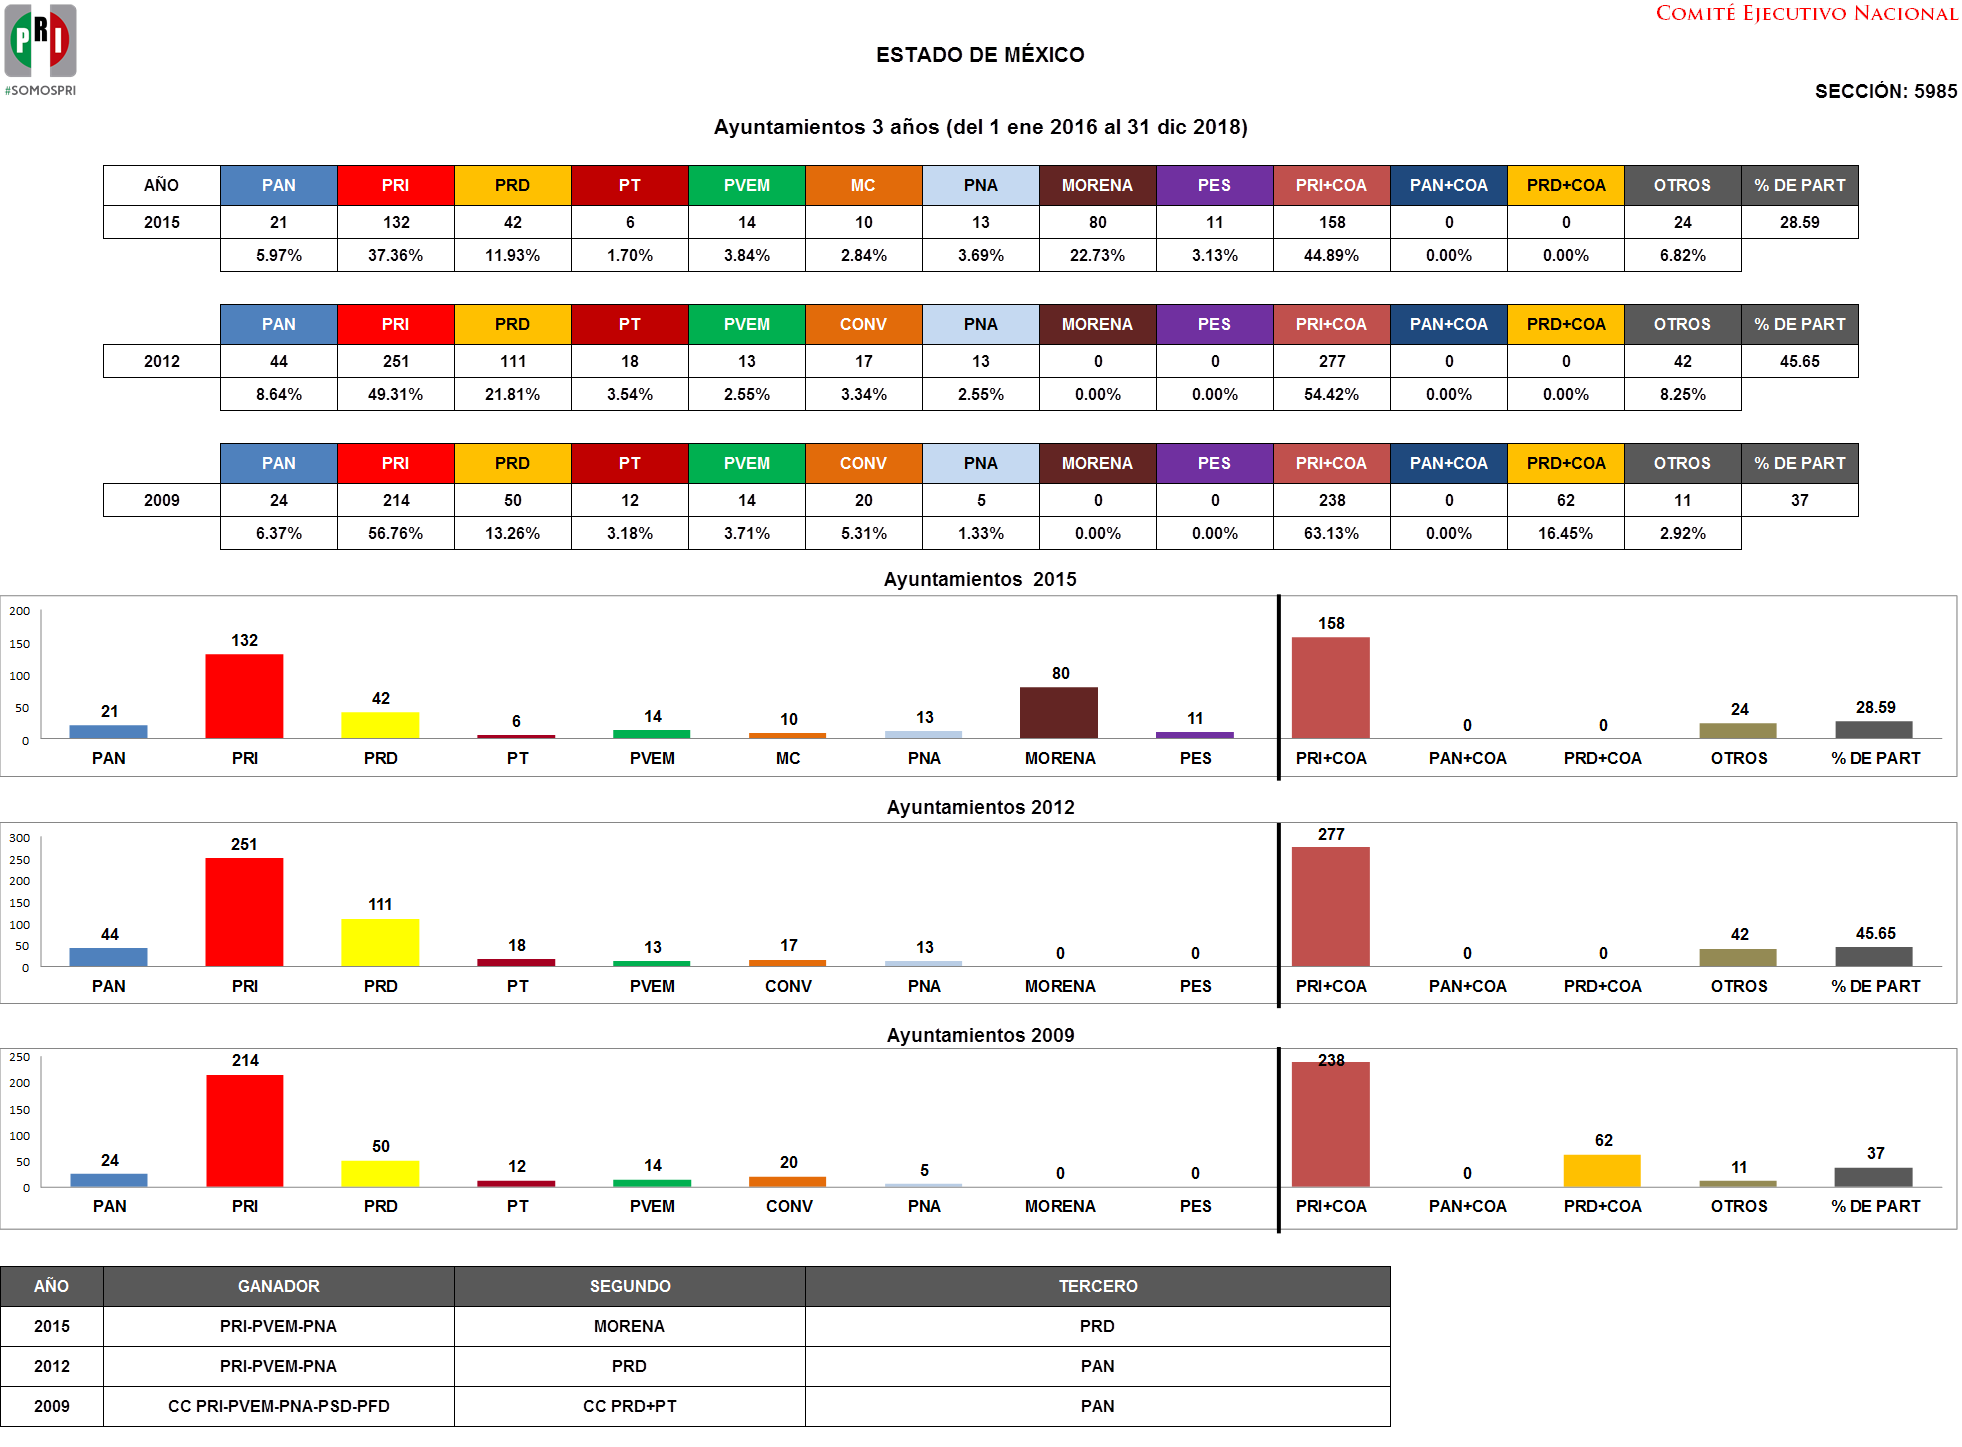 PRI
#SOMOSPRI
COMITÉ EJECUTIVO NACIONAL
ESTADO DE MÉXICO
SECCIÓN: 5985
Ayuntamientos 3 años (del 1 ene 2016 al 31 dic 2018)
AÑO PAN PRI PRD PT PVEM MC PNA MORENA PES PRI+COA PAN+COA PRD+COA OTROS % DE PART
2015 21 132 42 6 14 10 13 80 11 158 0 0 24 28.59
5.97% 37.36% 11.93% 1.70% 3.84% 2.84% 3.69% 22.73% 3.13% 44.89% 0.00% 0.00% 6.82%
PAN PRI PRD PT PVEM CONV PNA MORENA PES PRI+COA PAN+COA PRD+COA OTROS % DE PART
2012 44 251 111 18 13 17 13 0 0 277 0 0 42 45.65
8.64% 49.31% 21.81% 3.54% 2.55% 3.34% 2.55% 0.00% 0.00% 54.42% 0.00% 0.00% 8.25%
PAN PRI PRD PT PVEM CONV PNA MORENA PES PRI+COA PAN+COA PRD+COA OTROS % DE PART
2009 24 214 50 12 14 20 5 0 0 238 0 62 11 37
6.37% 56.76% 13.26% 3.18% 3.71% 5.31% 1.33% 0.00% 0.00% 63.13% 0.00% 16.45% 2.92%
Ayuntamientos 2015
200
150
100
50
0
21 132 42 6 14 10 13 80 11 158 0 0 24 28.59
PAN PRI PRD PT PVEM MC PNA MORENA PES PRI+COA PAN+COA PRD+COA OTROS % DE PART
Ayuntamientos 2012
300
250
200
150
100
50
0
44 251 111 18 13 17 13 0 0 277 0 0 42 45.65
PAN PRI PRD PT PVEM CONV PNA MORENA PES PRI+COA PAN+COA PRD+COA OTROS % DE PART
Ayuntamientos 2009
250
200
150
100
50
0
24 214 50 12 14 20 5 0 0 238 0 62 11 37
PAN PRI PRD PT PVEM CONV PNA MORENA PES PRI+COA PAN+COA PRD+COA OTROS % DE PART
AÑO GANADOR SEGUNDO TERCERO
2015 PRI-PVEM-PNA MORENA PRD
2012 PRI-PVEM-PNA PRD PAN
2009 CC PRI-PVEM-PNA-PSD-PFD CC PRD+PT PAN